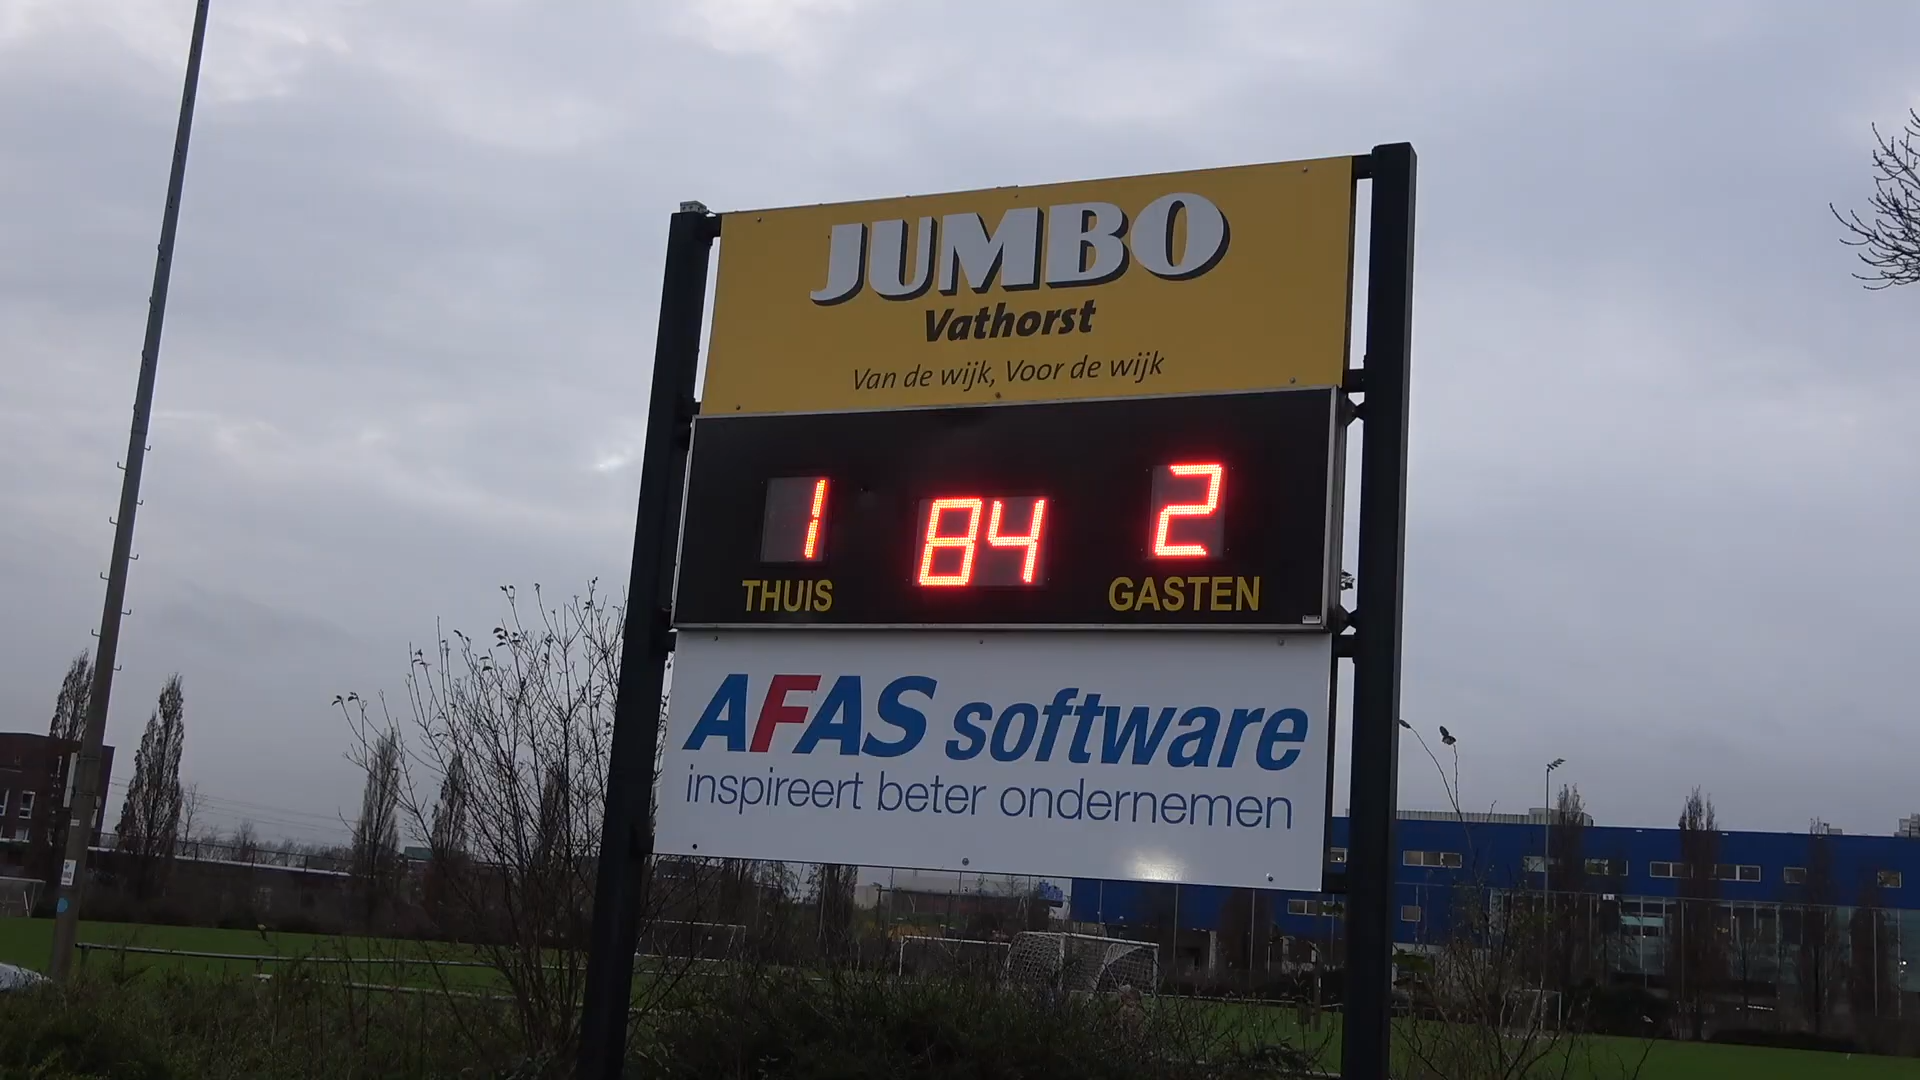 JUMBO
Vathorst
Van de wijk, Voor de wijk
1 84 2
THUIS GASTEN
AFAS software
inspireert beter ondernemen